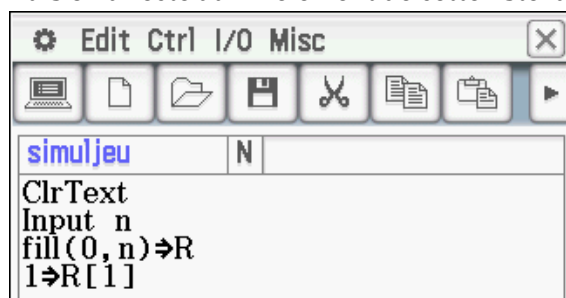 Edit Ctrl I/O Misc
simuljeu N
ClrText
Input n
fill(0,n)⇒R
1⇒R[1]